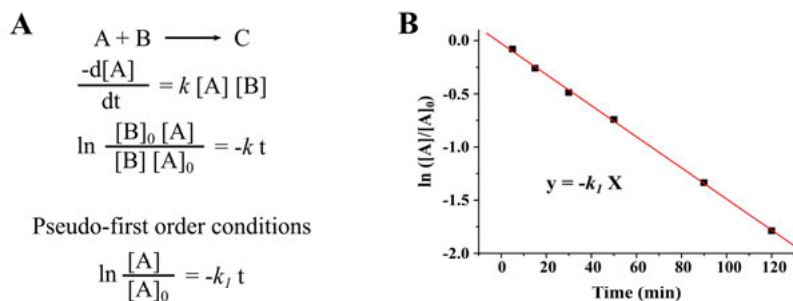 A
A + B ⟶ C
-d[A]
dt
= k [A] [B]
ln [B]₀ [A]
[B] [A]₀
= -k t
Pseudo-first order conditions
ln [A]
[A]₀
= -k₁ t
B
ln ([A]/[A]₀)
0.0
-0.5
-1.0
-1.5
-2.0
y = -k₁ X
0 20 40 60 80 100 120
Time (min)